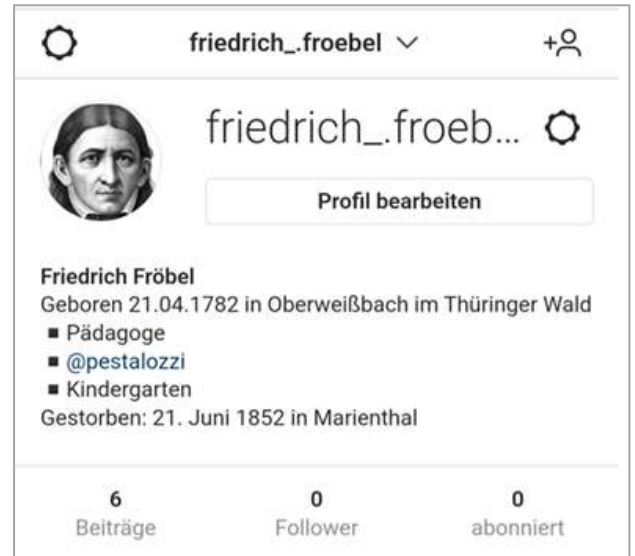 friedrich_.froebel
friedrich_.froeb...
Profil bearbeiten
Friedrich Fröbel
Geboren 21.04.1782 in Oberweißbach im Thüringer Wald
▪ Pädagoge
▪ @pestalozzi
▪ Kindergarten
Gestorben: 21. Juni 1852 in Marienthal
6 0 0
Beiträge Follower abonniert